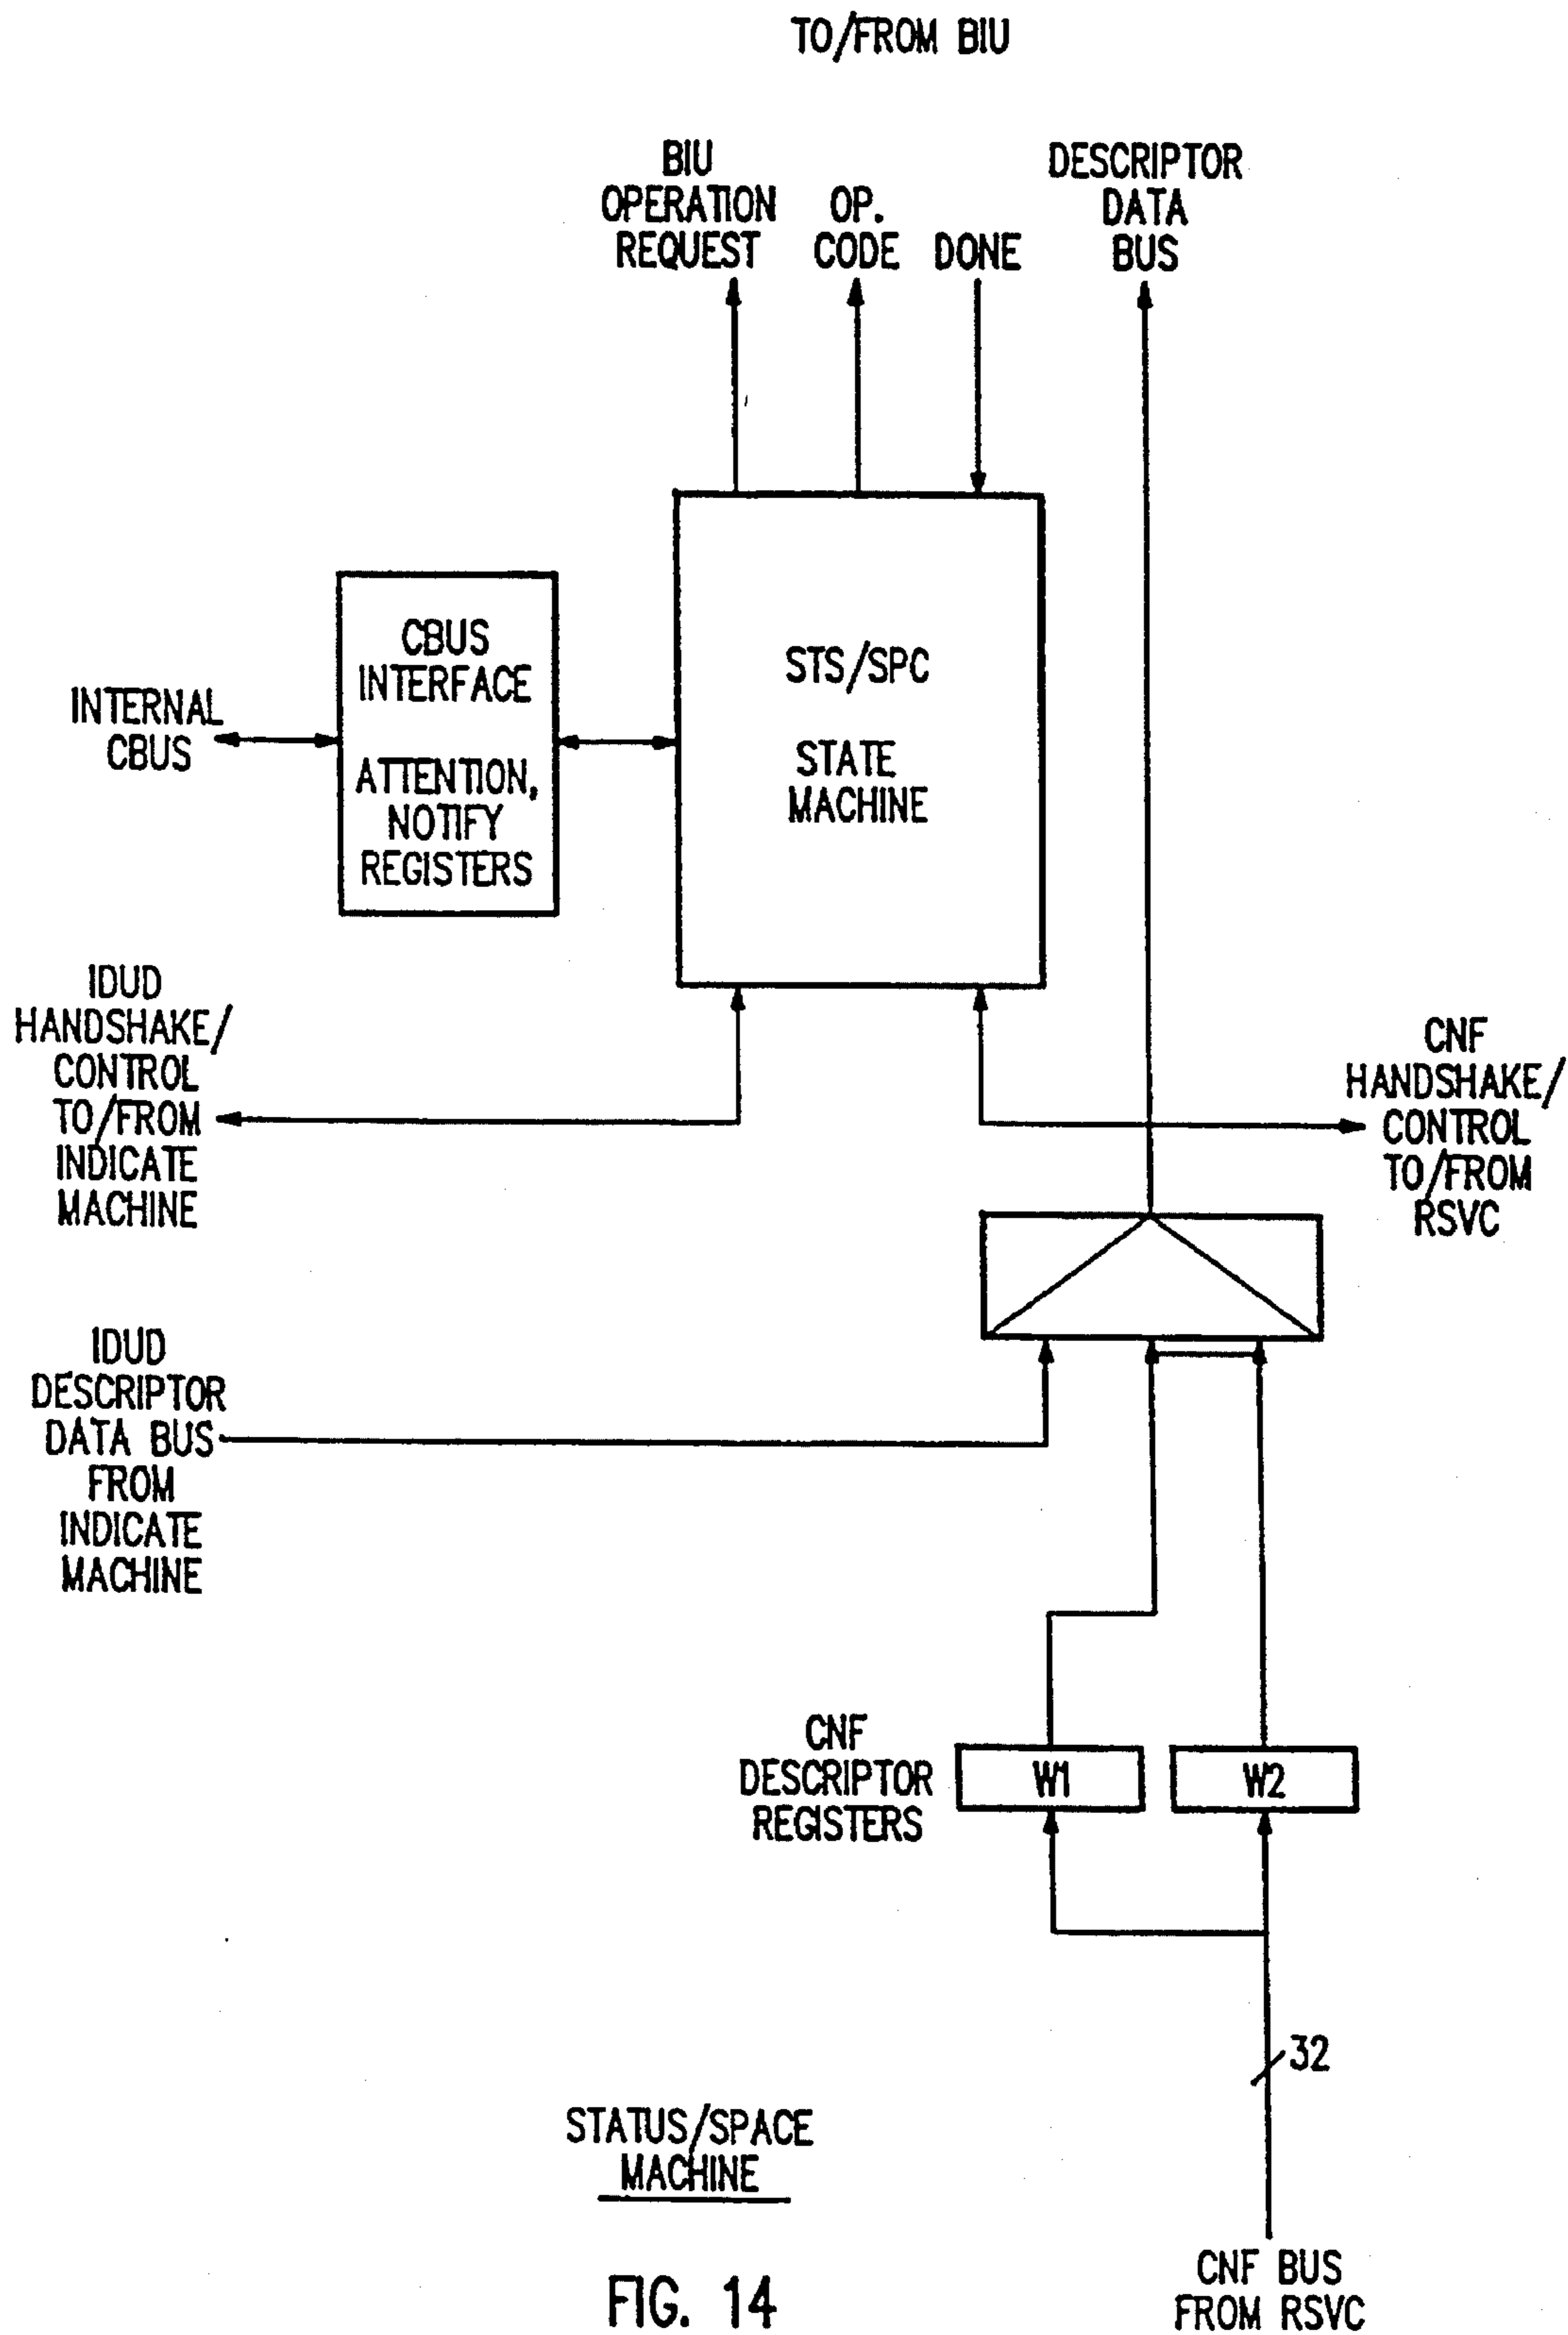 TO/FROM BIU
BIU
OPERATION
REQUEST
OP.
CODE
DONE
DESCRIPTOR
DATA
BUS
CBUS
INTERFACE
ATTENTION,
NOTIFY
REGISTERS
STS/SPC
STATE
MACHINE
INTERNAL
CBUS
IDUD
HANDSHAKE/
CONTROL
TO/FROM
INDICATE
MACHINE
CNF
HANDSHAKE/
CONTROL
TO/FROM
RSVC
IDUD
DESCRIPTOR
DATA BUS
FROM
INDICATE
MACHINE
CNF
DESCRIPTOR
REGISTERS
W1
W2
32
STATUS/SPACE
MACHINE
CNF BUS
FROM RSVC
FIG. 14